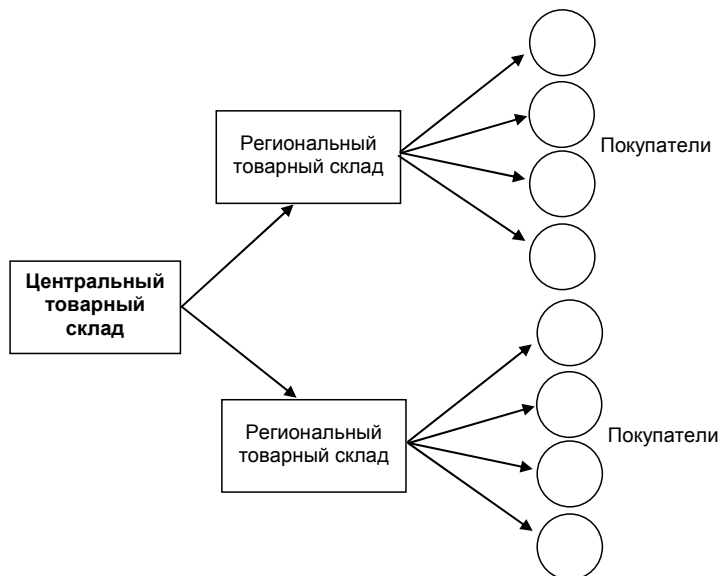 Региональный
товарный склад
Покупатели
Центральный
товарный
склад
Региональный
товарный склад
Покупатели